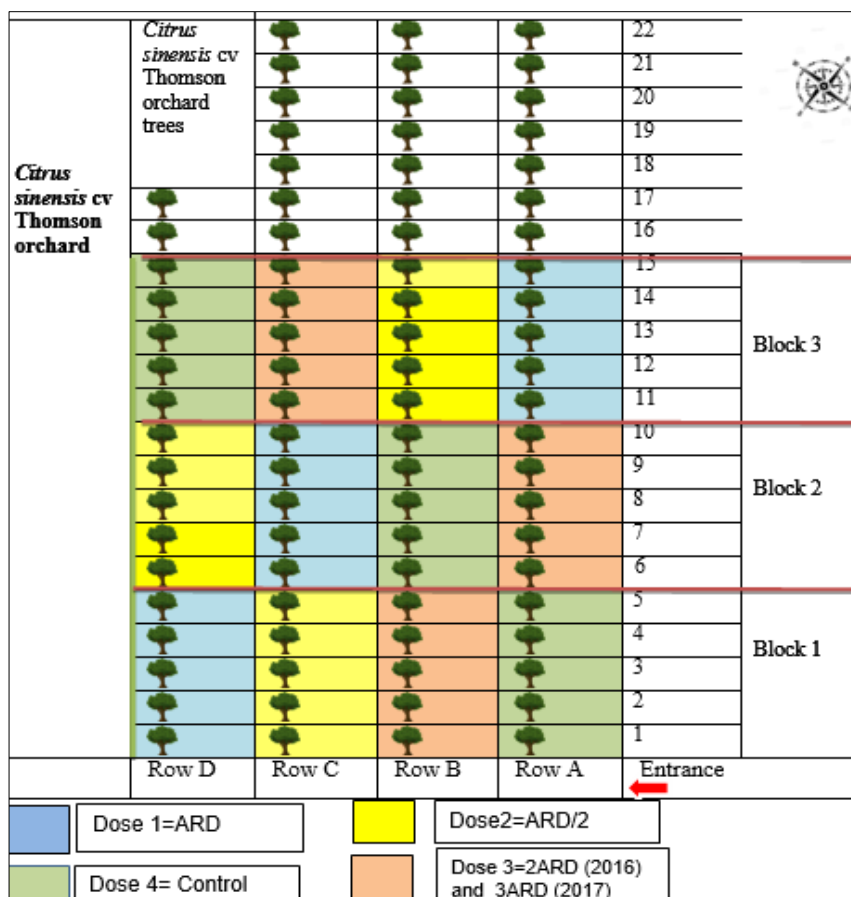 Citrus
sinensis cv
Thomson
orchard
trees
Citrus
sinensis cv
Thomson
orchard
22
21
20
19
18
17
16
15
14
13
12
11
10
9
8
7
6
5
4
3
2
1
Block 3
Block 2
Block 1
Row D
Row C
Row B
Row A
Entrance
Dose 1=ARD
Dose2=ARD/2
Dose 4= Control
Dose 3=2ARD (2016)
and 3ARD (2017)